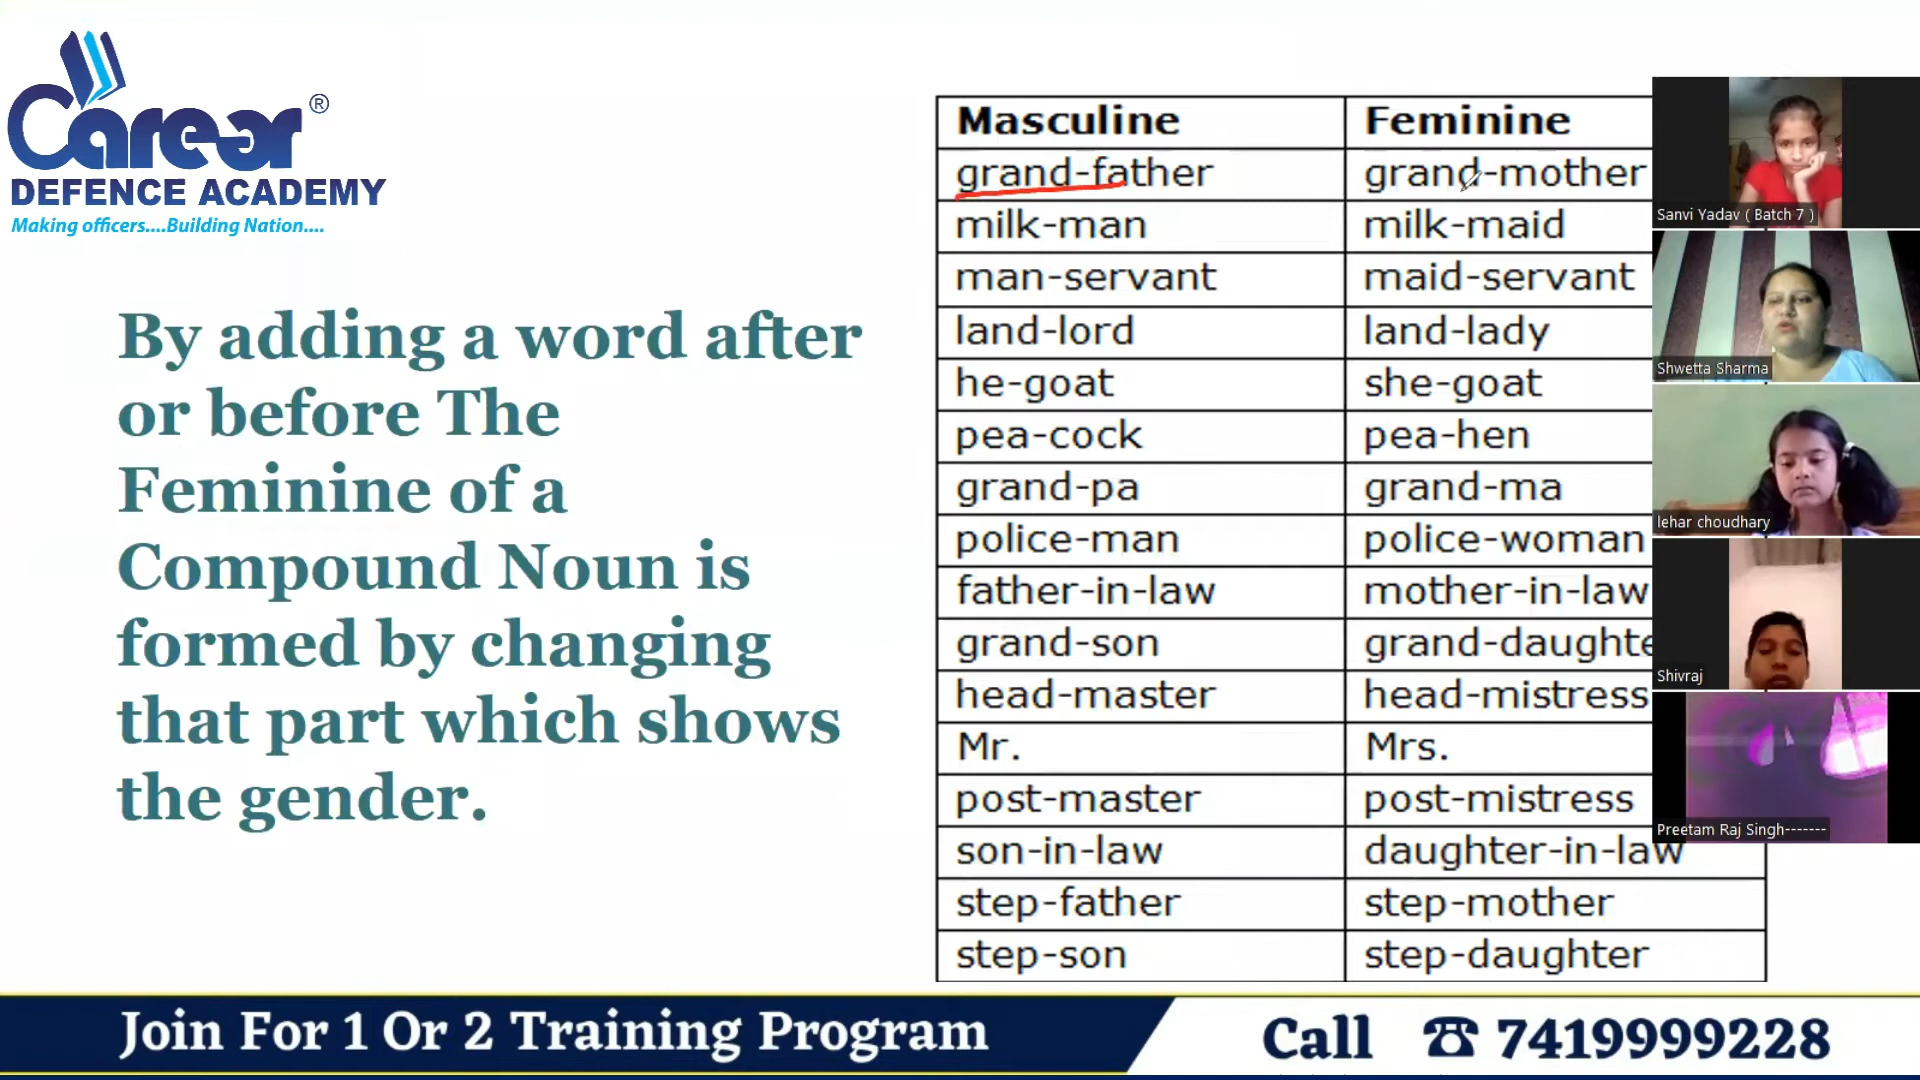 Career ®
DEFENCE ACADEMY
Making officers....Building Nation....
By adding a word after
or before The
Feminine of a
Compound Noun is
formed by changing
that part which shows
the gender.
Masculine Feminine
grand-father grand-mother
milk-man milk-maid
man-servant maid-servant
land-lord land-lady
he-goat she-goat
pea-cock pea-hen
grand-pa grand-ma
police-man police-woman
father-in-law mother-in-law
grand-son grand-daughte
head-master head-mistress
Mr. Mrs.
post-master post-mistress
son-in-law daughter-in-law
step-father step-mother
step-son step-daughter
Sanvi Yadav ( Batch 7 )
Shwetta Sharma
lehar choudhary
Shivraj
Preetam Raj Singh-------
Join For 1 Or 2 Training Program
Call ☎ 7419999228